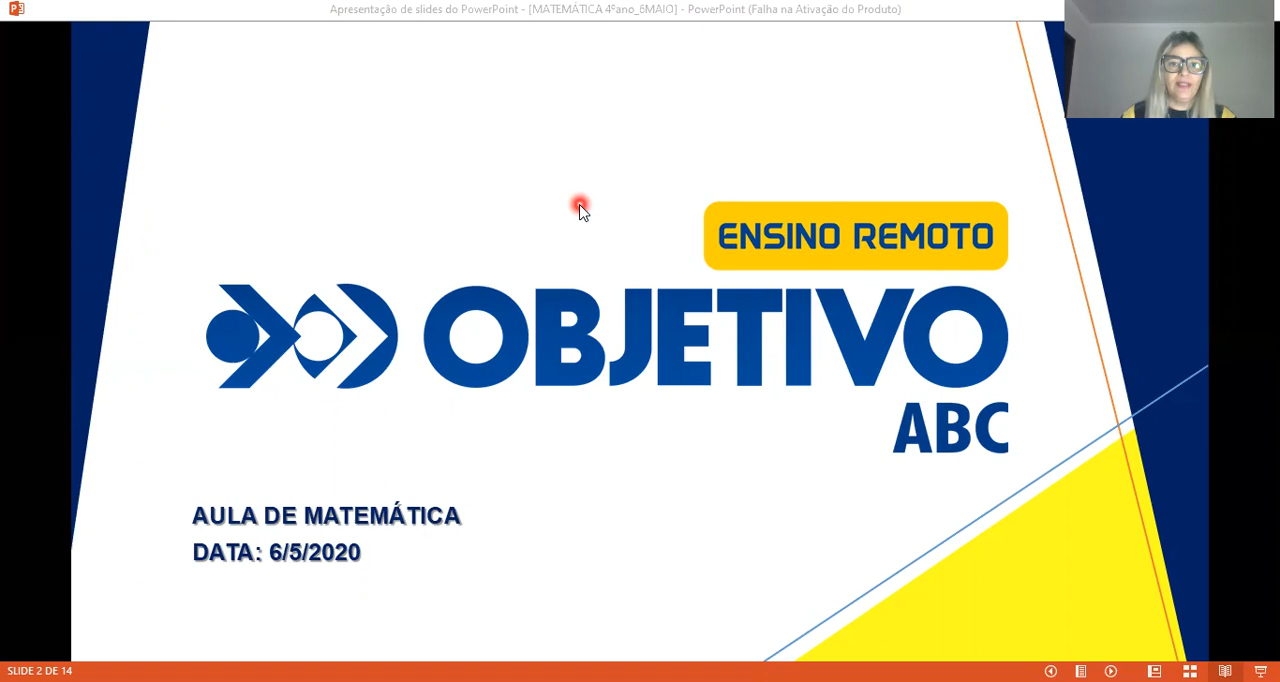 Apresentação de slides do PowerPoint - [MATEMÁTICA 4ºano_6MAIO] - PowerPoint (Falha na Ativação do Produto)
ENSINO REMOTO
OBJETIVO
ABC
AULA DE MATEMÁTICA
DATA: 6/5/2020
SLIDE 2 DE 14